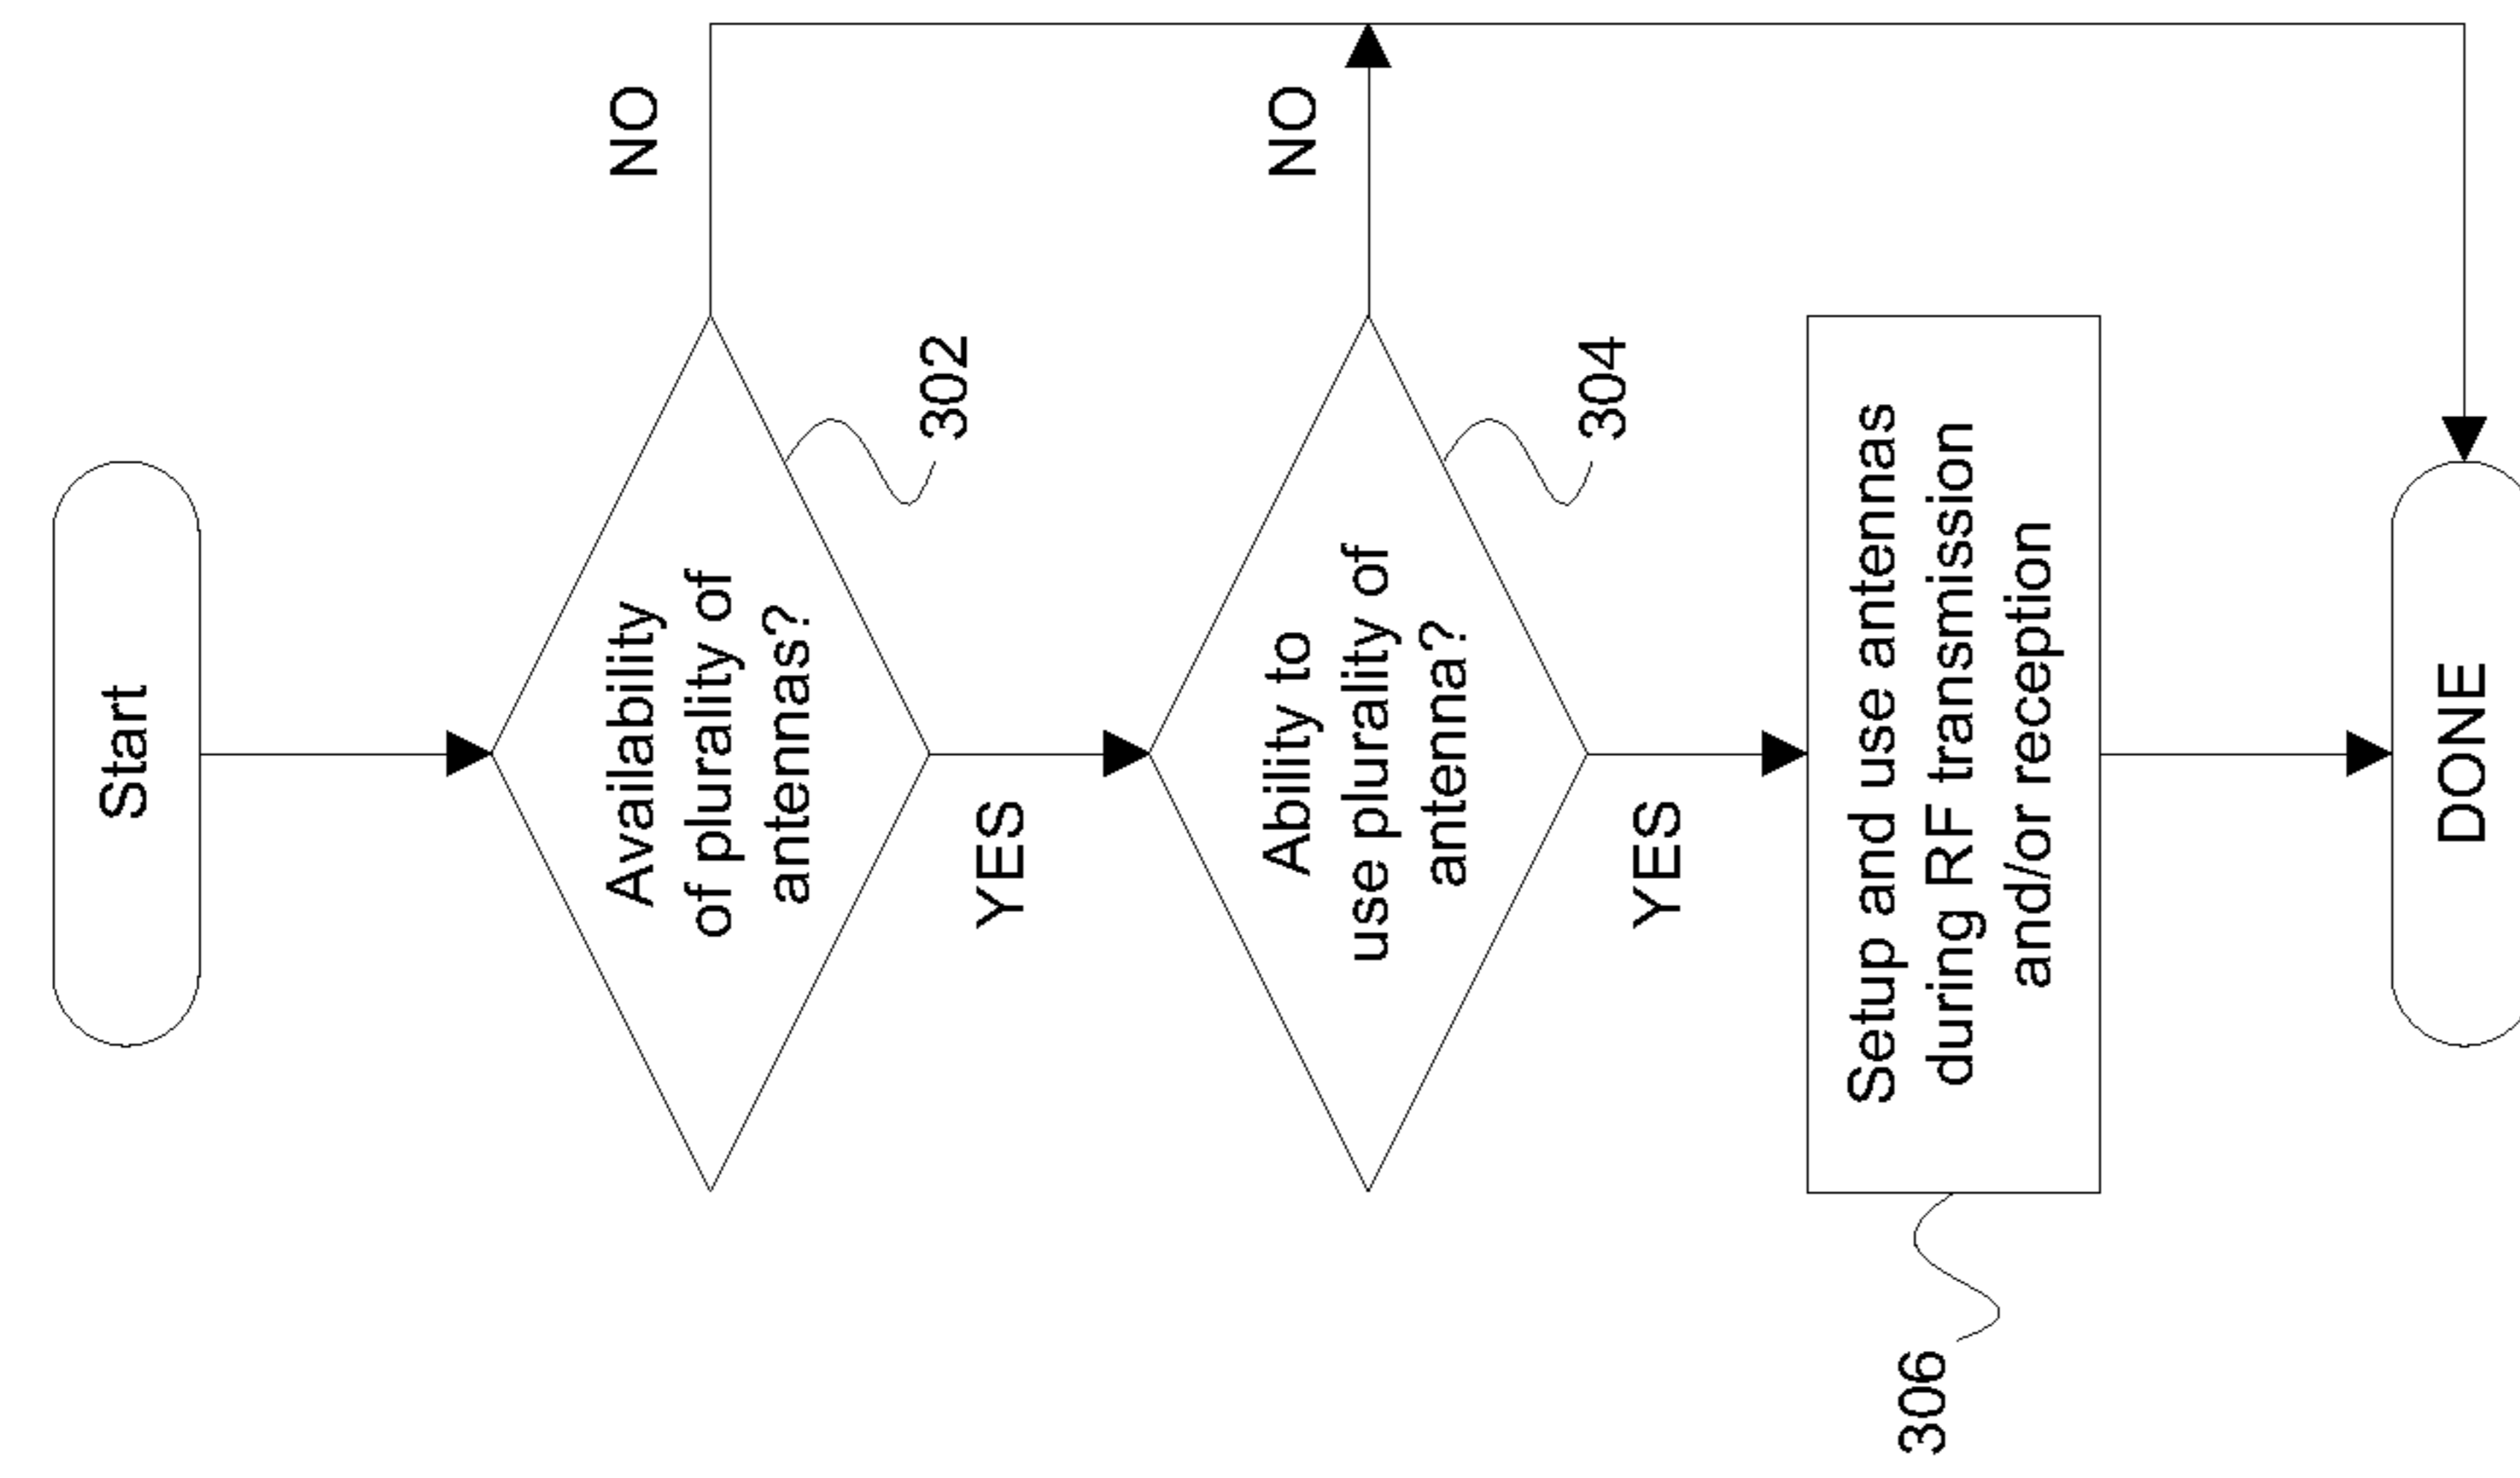 Start
Availability
of plurality of
antennas?
NO
302
YES
Ability to
use plurality of
antenna?
NO
304
YES
Setup and use antennas
during RF transmission
and/or reception
306
DONE